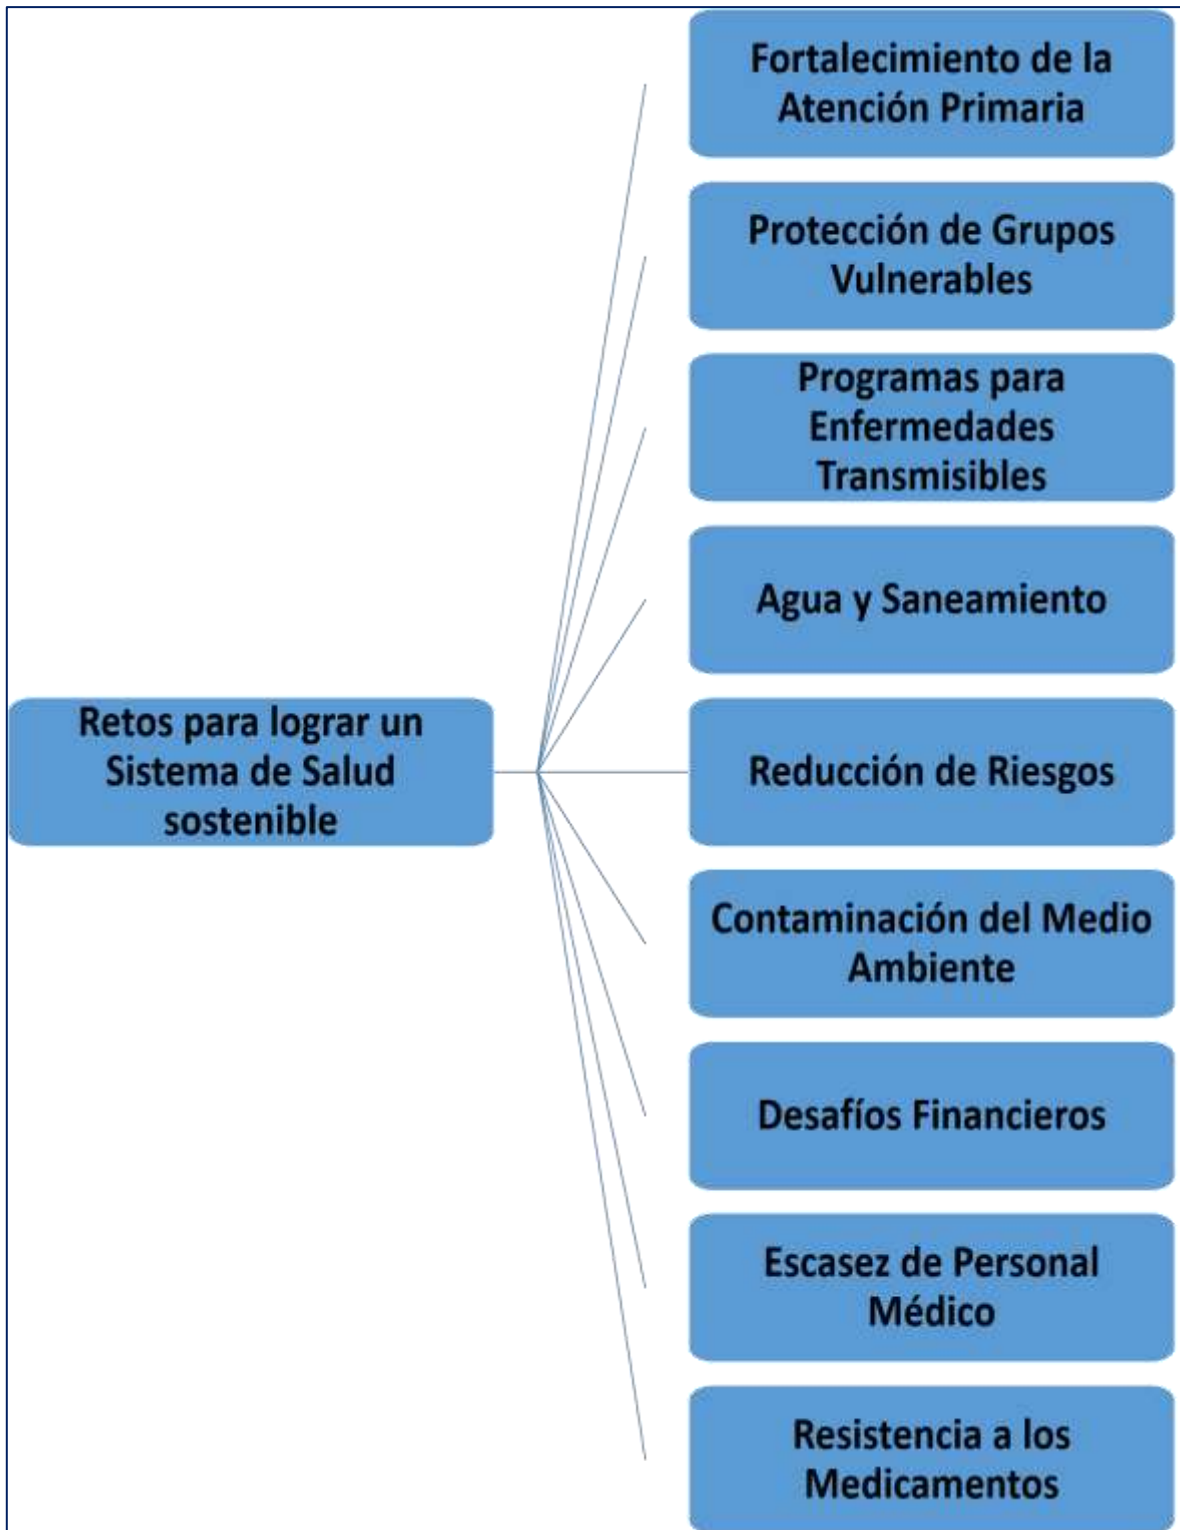 Fortalecimiento de la
Atención Primaria
Protección de Grupos
Vulnerables
Programas para
Enfermedades
Transmisibles
Agua y Saneamiento
Retos para lograr un
Sistema de Salud
sostenible
Reducción de Riesgos
Contaminación del Medio
Ambiente
Desafíos Financieros
Escasez de Personal
Médico
Resistencia a los
Medicamentos